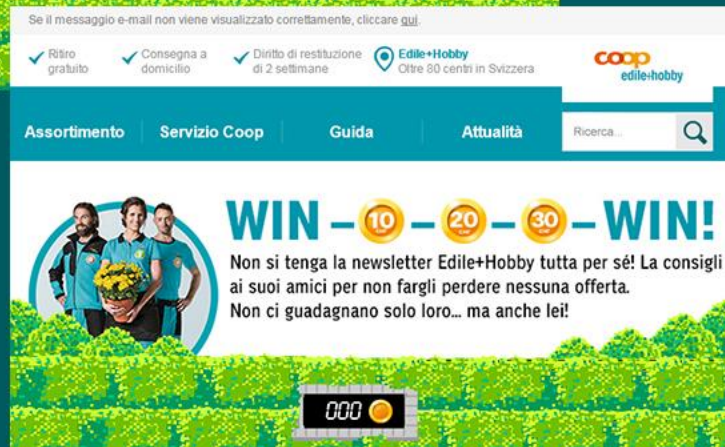 Se il messaggio e-mail non viene visualizzato correttamente, cliccare qui.
Ritiro gratuito
Consegna a domicilio
Diritto di restituzione di 2 settimane
Edile+Hobby
Oltre 80 centri in Svizzera
coop
edile+hobby
Assortimento Servizio Coop Guida Attualità Ricerca...
WIN – 10 CHF – 20 CHF – 30 CHF – WIN!
Non si tenga la newsletter Edile+Hobby tutta per sé! La consigli
ai suoi amici per non fargli perdere nessuna offerta.
Non ci guadagnano solo loro... ma anche lei!
000